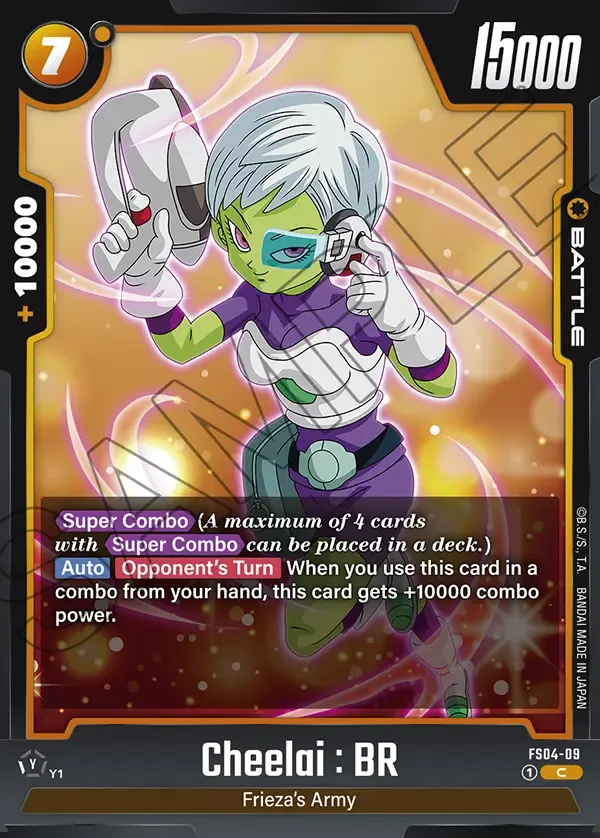 7
15000
+10000
BATTLE
SAMPLE
Super Combo (A maximum of 4 cards
with Super Combo can be placed in a deck.)
Auto Opponent's Turn When you use this card in a
combo from your hand, this card gets +10000 combo
power.
©B.S./S., T.A. BANDAI MADE IN JAPAN
Cheelai : BR
FS04-09
Y Y1
1 C
Frieza's Army